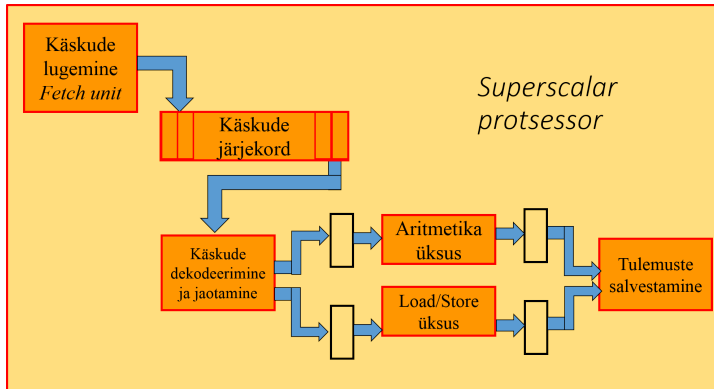 Käskude
lugemine
Fetch unit
Superscalar
protsessor
Käskude
järjekord
Käskude
dekodeerimine
ja jaotamine
Aritmetika
üksus
Load/Store
üksus
Tulemuste
salvestamine